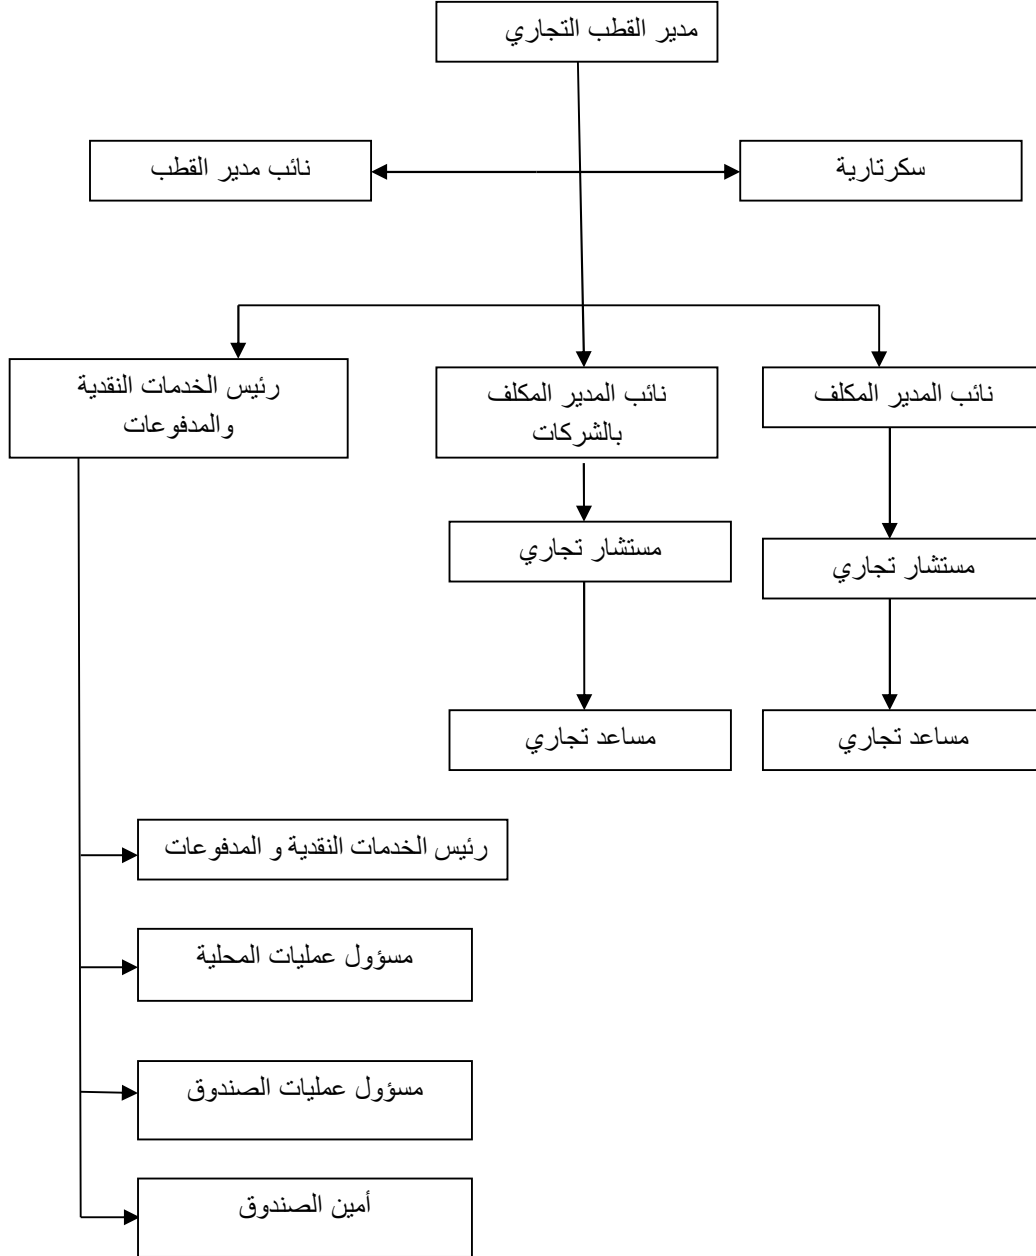 مدير القطب التجاري
سكرتارية
نائب مدير القطب
نائب المدير المكلف
نائب المدير المكلف
بالشركات
رئيس الخدمات النقدية
والمدفوعات
مستشار تجاري
مستشار تجاري
مساعد تجاري
مساعد تجاري
رئيس الخدمات النقدية و المدفوعات
مسؤول عمليات المحلية
مسؤول عمليات الصندوق
أمين الصندوق